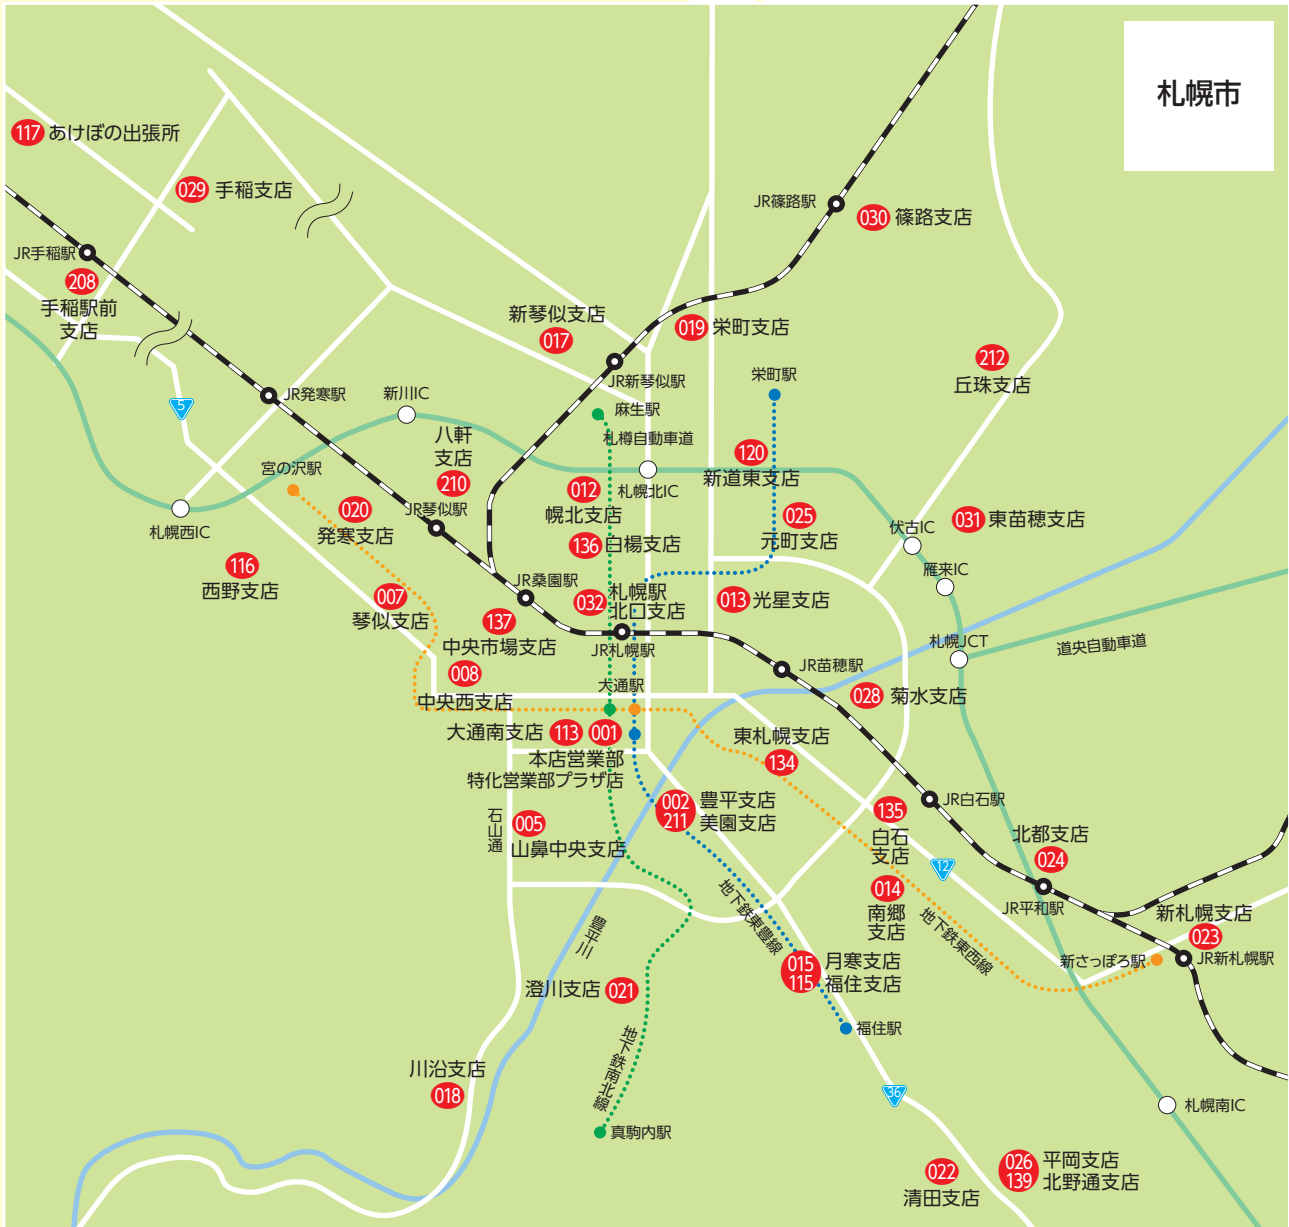 札幌市
117 あけぼの出張所
029 手稲支店
JR篠路駅
030 篠路支店
JR手稲駅
208
手稲駅前
支店
新琴似支店
017
019 栄町支店
JR新琴似駅
212
丘珠支店
栄町駅
JR発寒駅
新川IC
5
麻生駅
八軒
支店
210
札樽自動車道
120
新道東支店
宮の沢駅
札幌北IC
012
幌北支店
020
発寒支店
JR琴似駅
札幌西IC
025
元町支店
伏古IC
031 東苗穂支店
136 白楊支店
116
西野支店
雁来IC
JR桑園駅
007
琴似支店
032
札幌駅
北口支店
013 光星支店
137
中央市場支店
JR札幌駅
札幌JCT
道央自動車道
008
中央西支店
JR苗穂駅
大通駅
028 菊水支店
大通南支店 113 001
本店営業部
特化営業部プラザ店
東札幌支店
134
002
211
豊平支店
美園支店
JR白石駅
石山通
005
山鼻中央支店
135
白石
支店
北都支店
024
12
014
南郷
支店
地下鉄東豊線
地下鉄東西線
JR平和駅
新札幌支店
023
豊平川
015
115
月寒支店
福住支店
新さっぽろ駅
JR新札幌駅
澄川支店 021
福住駅
地下鉄南北線
川沿支店
018
36
札幌南IC
真駒内駅
022
清田支店
026
139
平岡支店
北野通支店